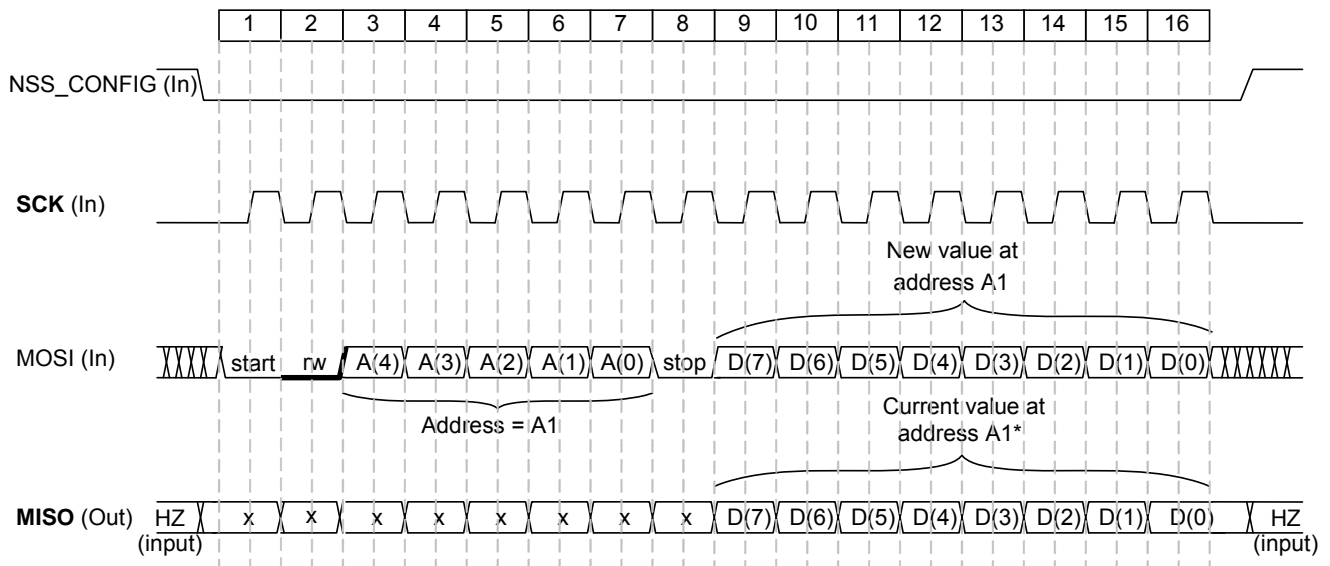 1 2 3 4 5 6 7 8 9 10 11 12 13 14 15 16
NSS_CONFIG (In)
SCK (In)
New value at
address A1
MOSI (In) start rw A(4) A(3) A(2) A(1) A(0) stop D(7) D(6) D(5) D(4) D(3) D(2) D(1) D(0)
Address = A1
Current value at
address A1*
MISO (Out) HZ x x x x x x x x D(7) D(6) D(5) D(4) D(3) D(2) D(1) D(0) HZ
(input) (input)